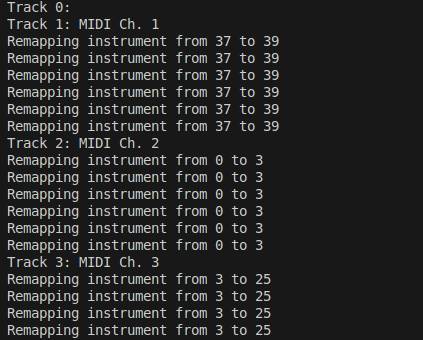 Track 0:
Track 1: MIDI Ch. 1
Remapping instrument from 37 to 39
Remapping instrument from 37 to 39
Remapping instrument from 37 to 39
Remapping instrument from 37 to 39
Remapping instrument from 37 to 39
Remapping instrument from 37 to 39
Track 2: MIDI Ch. 2
Remapping instrument from 0 to 3
Remapping instrument from 0 to 3
Remapping instrument from 0 to 3
Remapping instrument from 0 to 3
Remapping instrument from 0 to 3
Remapping instrument from 0 to 3
Track 3: MIDI Ch. 3
Remapping instrument from 3 to 25
Remapping instrument from 3 to 25
Remapping instrument from 3 to 25
Remapping instrument from 3 to 25